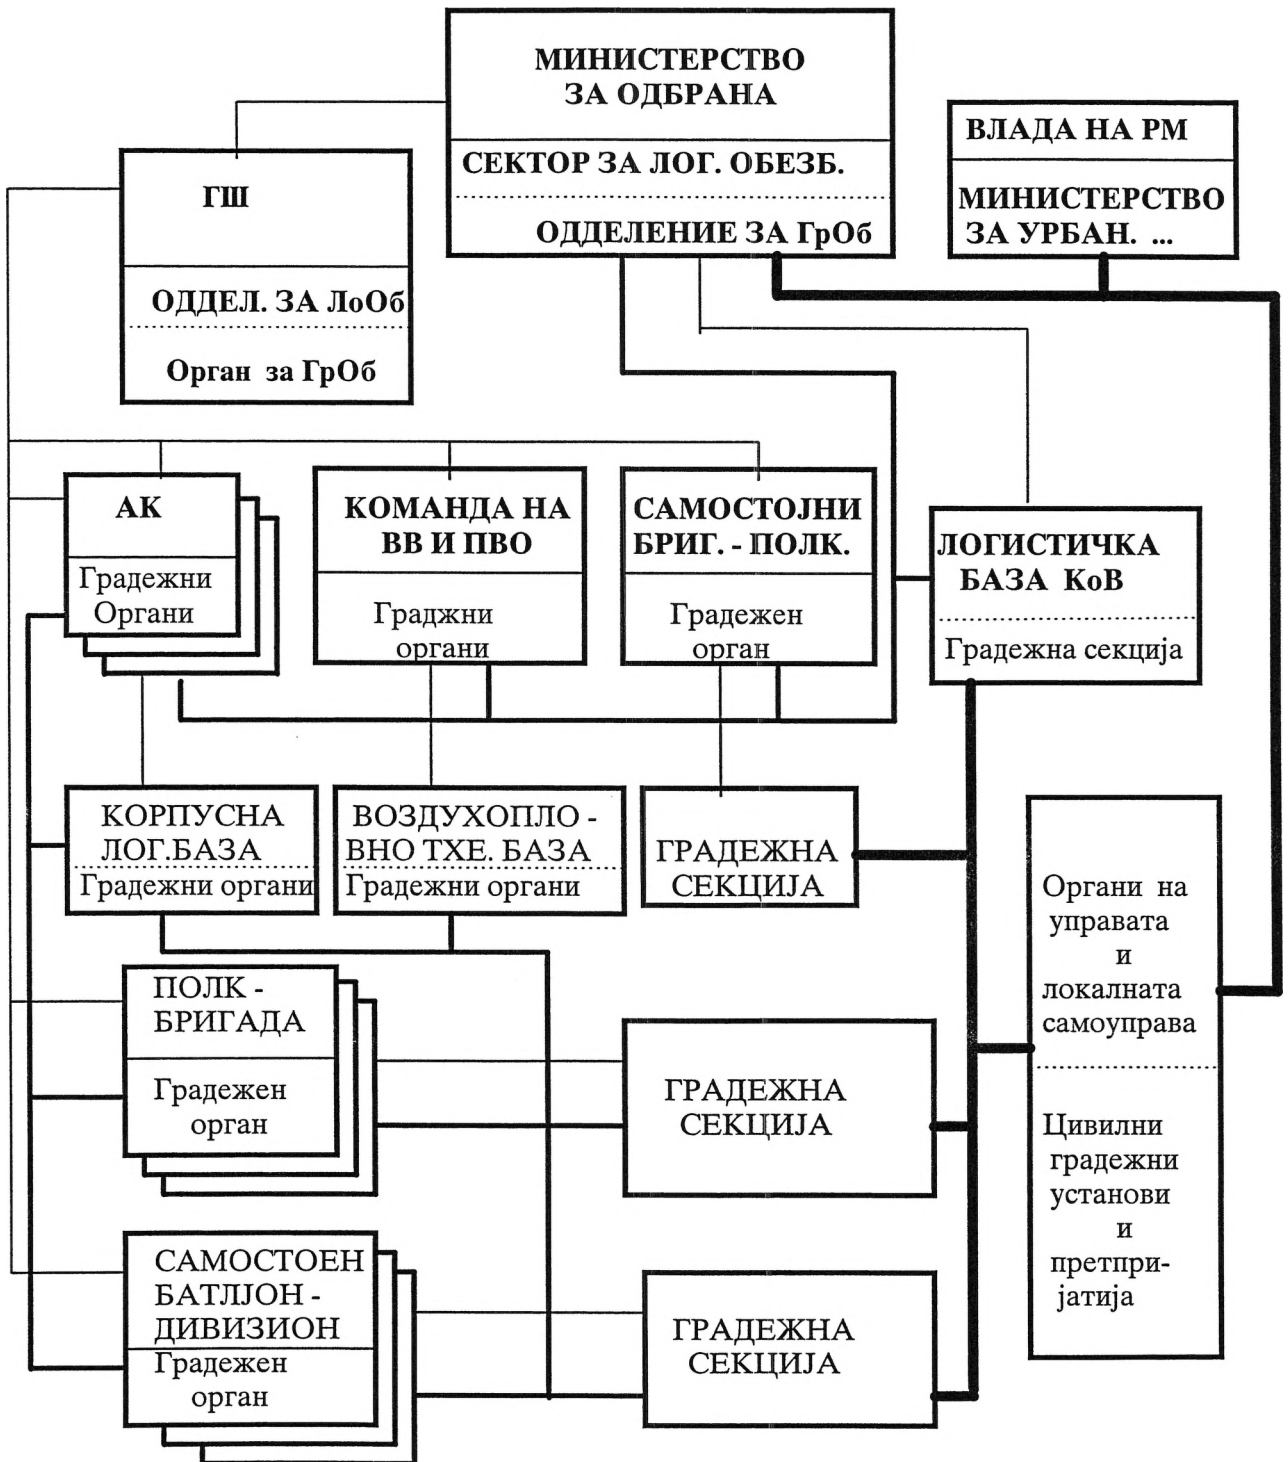 МИНИСТЕРСТВО
ЗА ОДБРАНА
СЕКТОР ЗА ЛОГ. ОБЕЗБ.
ОДДЕЛЕНИЕ ЗА ГрОб
ВЛАДА НА РМ
МИНИСТЕРСТВО
ЗА УРБАН. ...
ГШ
ОДДЕЛ. ЗА ЛоОб
Орган за ГрОб
АК
Градежни
Органи
КОМАНДА НА
ВВ И ПВО
Граджни
органи
САМОСТОЈНИ
БРИГ. - ПОЛК.
Градежен
орган
ЛОГИСТИЧКА
БАЗА КоВ
Градежна секција
КОРПУСНА
ЛОГ.БАЗА
Градежни органи
ВОЗДУХОПЛО -
ВНО ТХЕ. БАЗА
Градежни органи
ГРАДЕЖНА
СЕКЦИЈА
Органи на
управата
и
локалната
самоуправа
Цивилни
градежни
установи
и
претпри-
јатија
ПОЛК -
БРИГАДА
Градежен
орган
ГРАДЕЖНА
СЕКЦИЈА
САМОСТОЕН
БАТЛЈОН -
ДИВИЗИОН
Градежен
орган
ГРАДЕЖНА
СЕКЦИЈА